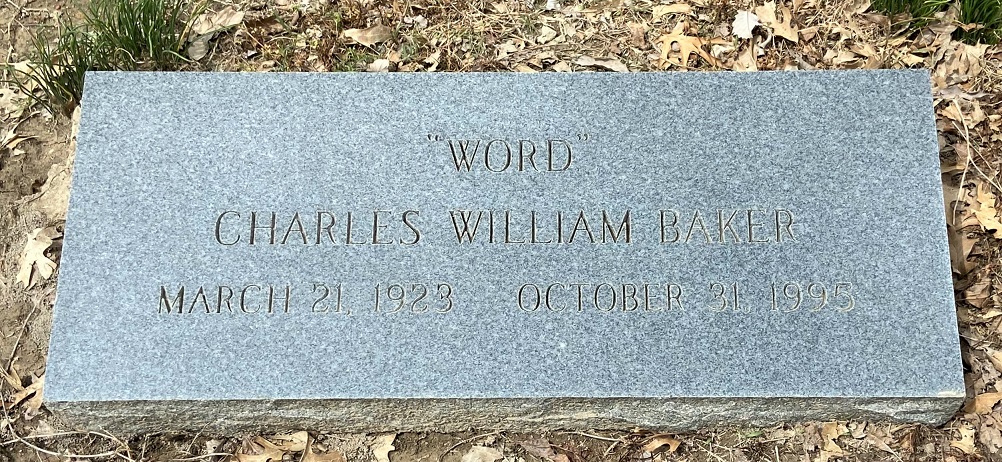 "WORD"
CHARLES WILLIAM BAKER
MARCH 21, 1923 OCTOBER 31, 1995